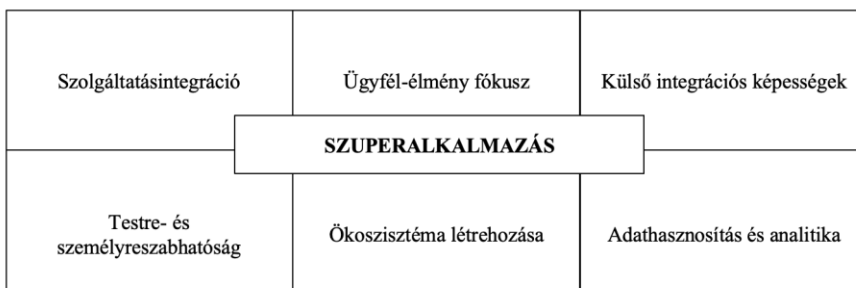 Szolgáltatásintegráció
Ügyfél-élmény fókusz
Külső integrációs képességek
SZUPERALKALMAZÁS
Testre- és
személyreszabhatóság
Ökoszisztéma létrehozása
Adathasznosítás és analitika